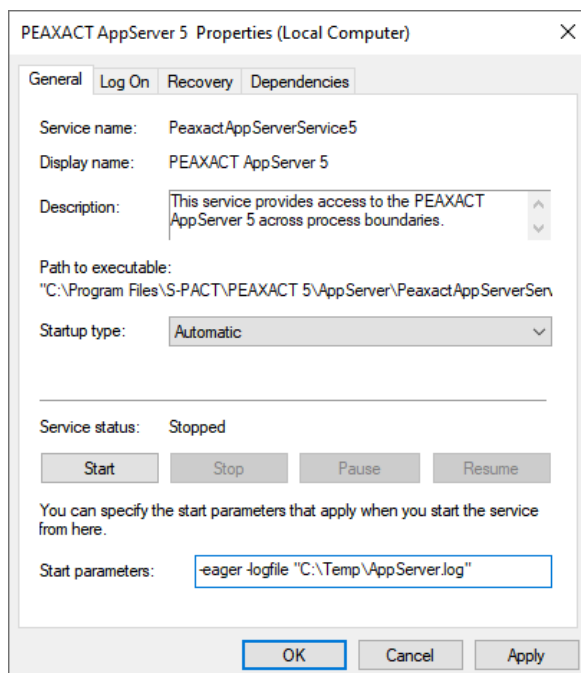 PEAXACT AppServer 5 Properties (Local Computer)
General Log On Recovery Dependencies
Service name: PeaxactAppServerService5
Display name: PEAXACT AppServer 5
Description: This service provides access to the PEAXACT
AppServer 5 across process boundaries.
Path to executable:
"C:\Program Files\S-PACT\PEAXACT 5\AppServer\PeaxactAppServerServ
Startup type: Automatic
Service status: Stopped
Start Stop Pause Resume
You can specify the start parameters that apply when you start the service
from here.
Start parameters: -eager -logfile "C:\Temp\AppServer.log"
OK Cancel Apply